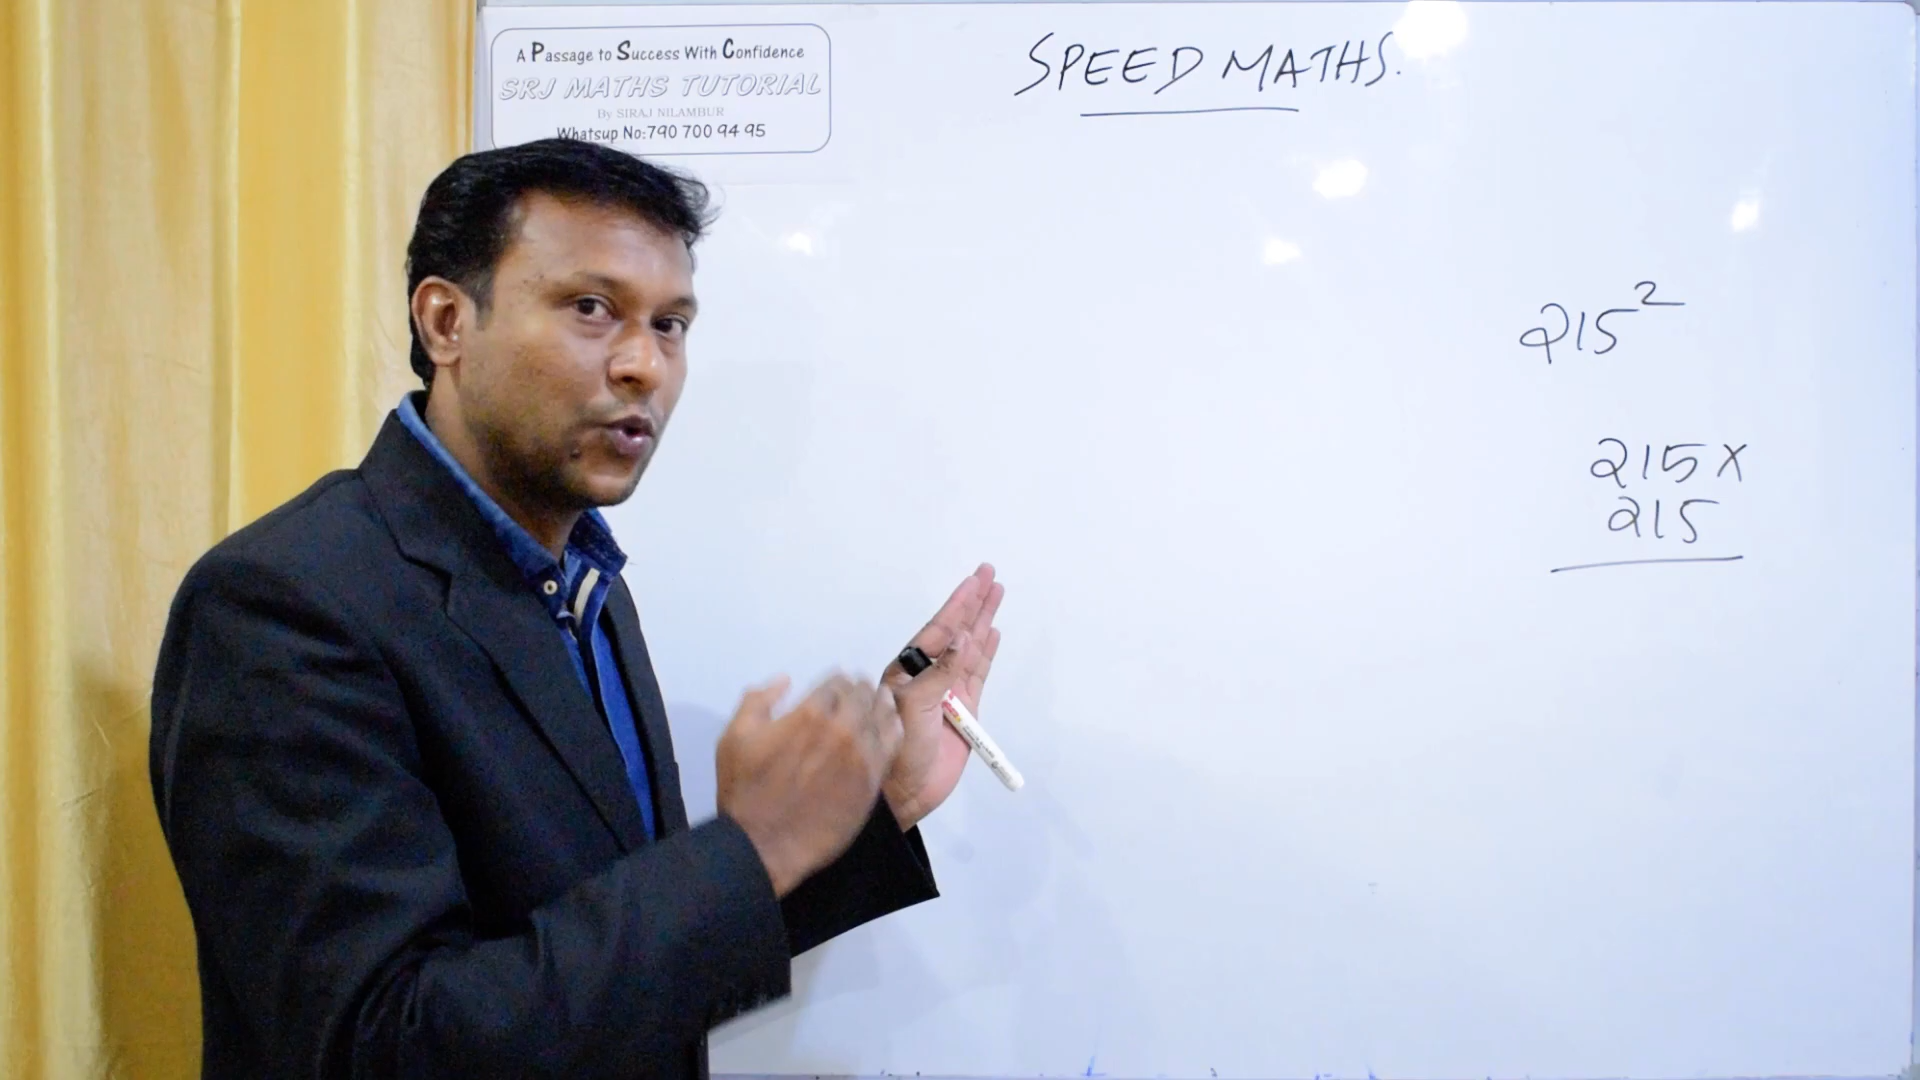 A Passage to Success With Confidence
SRJ MATHS TUTORIAL
By SIRAJ NILAMBUR
Whatsup No:790 700 94 95
SPEED MATHS.
215²
215 x
215